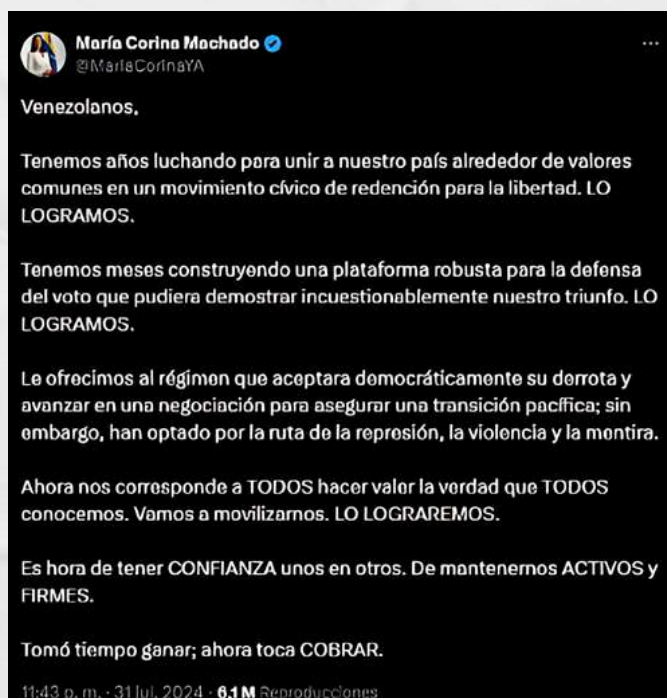 María Corina Machado
@MariaCorinaYA
Venezolanos,
Tenemos años luchando para unir a nuestro país alrededor de valores
comunes en un movimiento cívico de redención para la libertad. LO
LOGRAMOS.
Tenemos meses construyendo una plataforma robusta para la defensa
del voto que pudiera demostrar incuestionablemente nuestro triunfo. LO
LOGRAMOS.
Le ofrecimos al régimen que aceptara democráticamente su derrota y
avanzar en una negociación para asegurar una transición pacífica; sin
embargo, han optado por la ruta de la represión, la violencia y la mentira.
Ahora nos corresponde a TODOS hacer valer la verdad que TODOS
conocemos. Vamos a movilizarnos. LO LOGRAREMOS.
Es hora de tener CONFIANZA unos en otros. De mantenernos ACTIVOS y
FIRMES.
Tomó tiempo ganar; ahora toca COBRAR.
11:43 p. m. · 31 jul. 2024 · 6,1 M Reproducciones